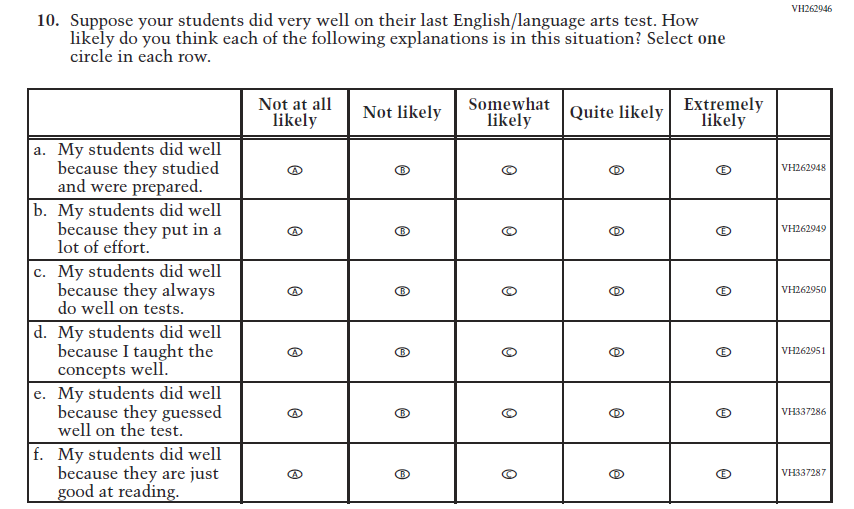 VH262946
10. Suppose your students did very well on their last English/language arts test. How
likely do you think each of the following explanations is in this situation? Select one
circle in each row.
Not at all likely Not likely Somewhat likely Quite likely Extremely likely
a. My students did well
because they studied
and were prepared.
A B C D E VH262948
b. My students did well
because they put in a
lot of effort.
A B C D E VH262949
c. My students did well
because they always
do well on tests.
A B C D E VH262950
d. My students did well
because I taught the
concepts well.
A B C D E VH262951
e. My students did well
because they guessed
well on the test.
A B C D E VH337286
f. My students did well
because they are just
good at reading.
A B C D E VH337287